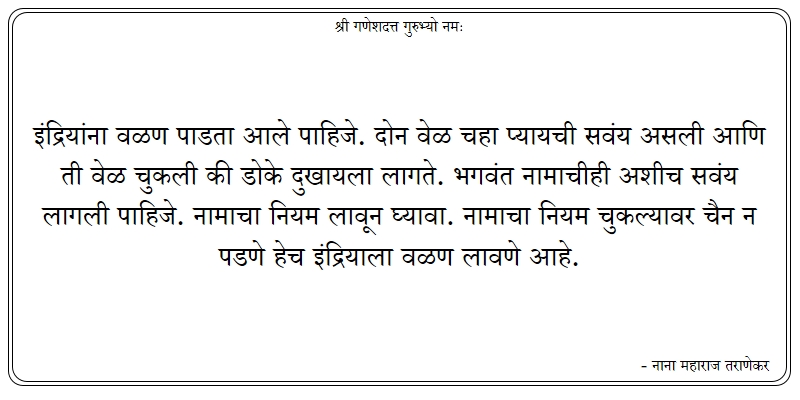 श्री गणेशदत्त गुरुभ्यो नमः
इंद्रियांना वळण पाडता आले पाहिजे. दोन वेळ चहा प्यायची सवंय असली आणि
ती वेळ चुकली की डोके दुखायला लागते. भगवंत नामाचीही अशीच सवंय
लागली पाहिजे. नामाचा नियम लावून घ्यावा. नामाचा नियम चुकल्यावर चैन न
पडणे हेच इंद्रियाला वळण लावणे आहे.
- नाना महाराज तराणेकर